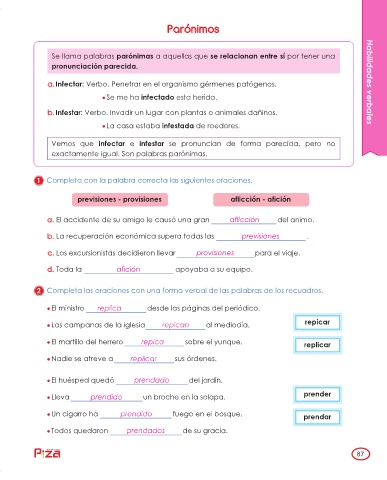 Parónimos
Habilidades verbales
Se llama palabras parónimas a aquellas que se relacionan entre sí por tener una
pronunciación parecida.
a. Infectar: Verbo. Penetrar en el organismo gérmenes patógenos.
• Se me ha infectado esta herida.
b. Infestar: Verbo. Invadir un lugar con plantas o animales dañinos.
• La casa estaba infestada de roedores.
Vemos que infectar e infestar se pronuncian de forma parecida, pero no
exactamente igual. Son palabras parónimas.
1 Completa con la palabra correcta las siguientes oraciones.
previsiones - provisiones
aflicción - afición
a. El accidente de su amigo le causó una gran aflicción del animo.
b. La recuperación económica supera todas las previsiones.
c. Los excursionistas decidieron llevar provisiones para el viaje.
d. Toda la afición apoyaba a su equipo.
2 Completa las oraciones con una forma verbal de las palabras de los recuadros.
• El ministro replica desde las páginas del periódico.
• Las campanas de la iglesia repican al mediodía.
repicar
• El martillo del herrero repica sobre el yunque.
replicar
• Nadie se atreve a replicar sus órdenes.
• El huésped quedó prendado del jardín.
• Lleva prendido un broche en la solapa.
prender
• Un cigarro ha prendido fuego en el bosque.
prendar
• Todos quedaron prendados de su gracia.
Piza
87